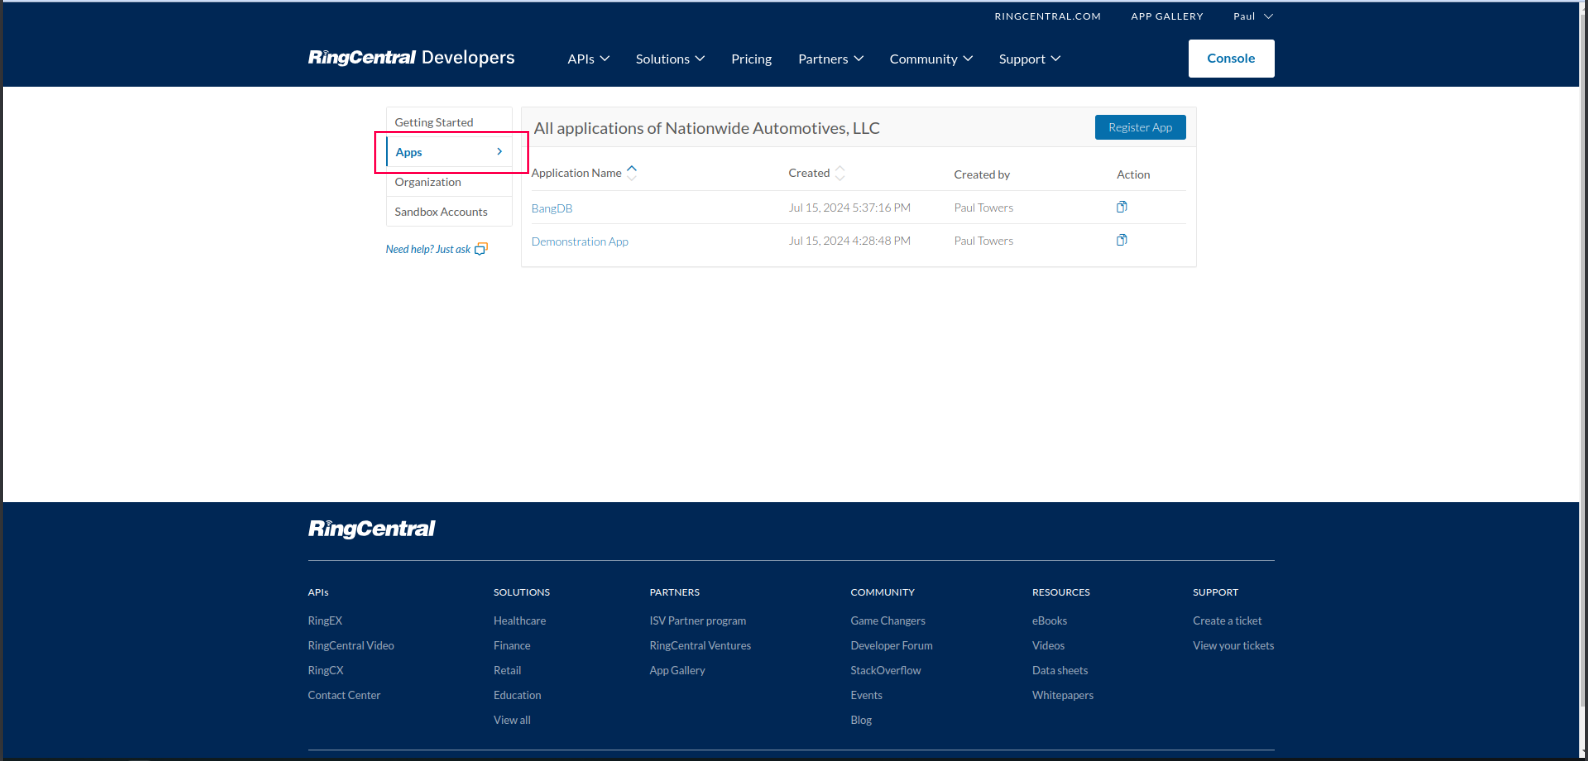 RINGCENTRAL.COM APP GALLERY Paul
RingCentral Developers APIs Solutions Pricing Partners Community Support Console
Getting Started
Apps
Organization
Sandbox Accounts
Need help? Just ask
All applications of Nationwide Automotives, LLC Register App
Application Name Created Created by Action
BangDB Jul 15, 2024 5:37:16 PM Paul Towers
Demonstration App Jul 15, 2024 4:28:48 PM Paul Towers
RingCentral
APIs
RingEX
RingCentral Video
RingCX
Contact Center
SOLUTIONS
Healthcare
Finance
Retail
Education
View all
PARTNERS
ISV Partner program
RingCentral Ventures
App Gallery
COMMUNITY
Game Changers
Developer Forum
StackOverflow
Events
Blog
RESOURCES
eBooks
Videos
Data sheets
Whitepapers
SUPPORT
Create a ticket
View your tickets